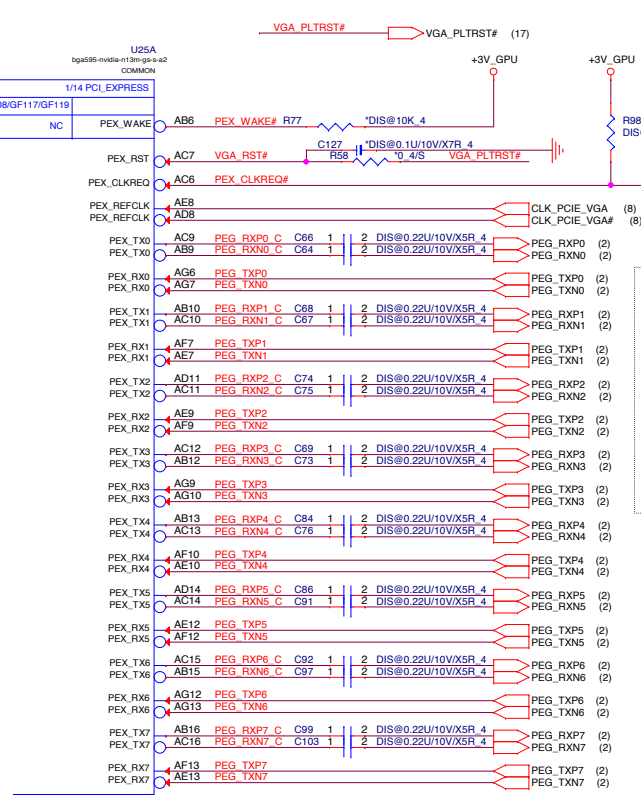 VGA_PLTRST# VGA_PLTRST# (17)
U25A
bga595-nvidia-n13m-gs-s-a2
COMMON
+3V_GPU +3V_GPU
1/14 PCI_EXPRESS
08/GF117/GF119
NC PEX_WAKE AB6 PEX_WAKE# R77 *DIS@10K_4
R98
DIS@
C127 *DIS@0.1U/10V/X7R_4
PEX_RST AC7 VGA_RST# R58 *0_4/S VGA_PLTRST#
PEX_CLKREQ AC6 PEX_CLKREQ#
PEX_REFCLK AE8 CLK_PCIE_VGA (8)
PEX_REFCLK AD8 CLK_PCIE_VGA# (8)
PEX_TX0 AC9 PEG_RXP0_C C66 1 2 DIS@0.22U/10V/X5R_4 PEG_RXP0 (2)
PEX_TX0 AB9 PEG_RXN0_C C64 1 2 DIS@0.22U/10V/X5R_4 PEG_RXN0 (2)
PEX_RX0 AG6 PEG_TXP0 PEG_TXP0 (2)
PEX_RX0 AG7 PEG_TXN0 PEG_TXN0 (2)
PEX_TX1 AB10 PEG_RXP1_C C68 1 2 DIS@0.22U/10V/X5R_4 PEG_RXP1 (2)
PEX_TX1 AC10 PEG_RXN1_C C67 1 2 DIS@0.22U/10V/X5R_4 PEG_RXN1 (2)
PEX_RX1 AF7 PEG_TXP1 PEG_TXP1 (2)
PEX_RX1 AE7 PEG_TXN1 PEG_TXN1 (2)
PEX_TX2 AD11 PEG_RXP2_C C74 1 2 DIS@0.22U/10V/X5R_4 PEG_RXP2 (2)
PEX_TX2 AC11 PEG_RXN2_C C75 1 2 DIS@0.22U/10V/X5R_4 PEG_RXN2 (2)
PEX_RX2 AE9 PEG_TXP2 PEG_TXP2 (2)
PEX_RX2 AF9 PEG_TXN2 PEG_TXN2 (2)
PEX_TX3 AC12 PEG_RXP3_C C69 1 2 DIS@0.22U/10V/X5R_4 PEG_RXP3 (2)
PEX_TX3 AB12 PEG_RXN3_C C73 1 2 DIS@0.22U/10V/X5R_4 PEG_RXN3 (2)
PEX_RX3 AG9 PEG_TXP3 PEG_TXP3 (2)
PEX_RX3 AG10 PEG_TXN3 PEG_TXN3 (2)
PEX_TX4 AB13 PEG_RXP4_C C84 1 2 DIS@0.22U/10V/X5R_4 PEG_RXP4 (2)
PEX_TX4 AC13 PEG_RXN4_C C76 1 2 DIS@0.22U/10V/X5R_4 PEG_RXN4 (2)
PEX_RX4 AF10 PEG_TXP4 PEG_TXP4 (2)
PEX_RX4 AE10 PEG_TXN4 PEG_TXN4 (2)
PEX_TX5 AD14 PEG_RXP5_C C86 1 2 DIS@0.22U/10V/X5R_4 PEG_RXP5 (2)
PEX_TX5 AC14 PEG_RXN5_C C91 1 2 DIS@0.22U/10V/X5R_4 PEG_RXN5 (2)
PEX_RX5 AE12 PEG_TXP5 PEG_TXP5 (2)
PEX_RX5 AF12 PEG_TXN5 PEG_TXN5 (2)
PEX_TX6 AC15 PEG_RXP6_C C92 1 2 DIS@0.22U/10V/X5R_4 PEG_RXP6 (2)
PEX_TX6 AB15 PEG_RXN6_C C97 1 2 DIS@0.22U/10V/X5R_4 PEG_RXN6 (2)
PEX_RX6 AG12 PEG_TXP6 PEG_TXP6 (2)
PEX_RX6 AG13 PEG_TXN6 PEG_TXN6 (2)
PEX_TX7 AB16 PEG_RXP7_C C99 1 2 DIS@0.22U/10V/X5R_4 PEG_RXP7 (2)
PEX_TX7 AC16 PEG_RXN7_C C103 1 2 DIS@0.22U/10V/X5R_4 PEG_RXN7 (2)
PEX_RX7 AF13 PEG_TXP7 PEG_TXP7 (2)
PEX_RX7 AE13 PEG_TXN7 PEG_TXN7 (2)